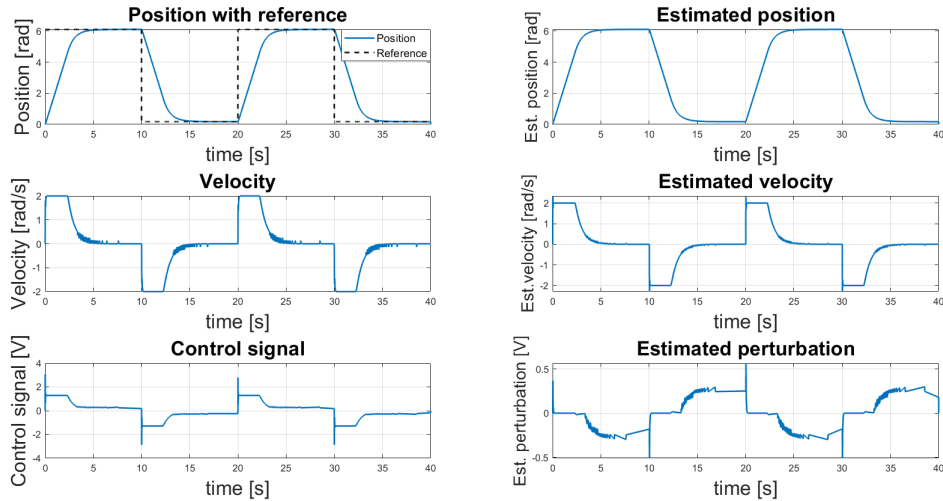 Position with reference
Position [rad]
6
4
2
0
Position
Reference
0 5 10 15 20 25 30 35 40
time [s]
Estimated position
Est. position [rad]
6
4
2
0
0 5 10 15 20 25 30 35 40
time [s]
Velocity
Velocity [rad/s]
2
1
0
-1
-2
0 5 10 15 20 25 30 35 40
time [s]
Estimated velocity
Est.velocity [rad/s]
2
1
0
-1
-2
0 5 10 15 20 25 30 35 40
time [s]
Control signal
Control signal [V]
4
2
0
-2
-4
0 5 10 15 20 25 30 35 40
time [s]
Estimated perturbation
Est. perturbation [V]
0.5
0
-0.5
0 5 10 15 20 25 30 35 40
time [s]